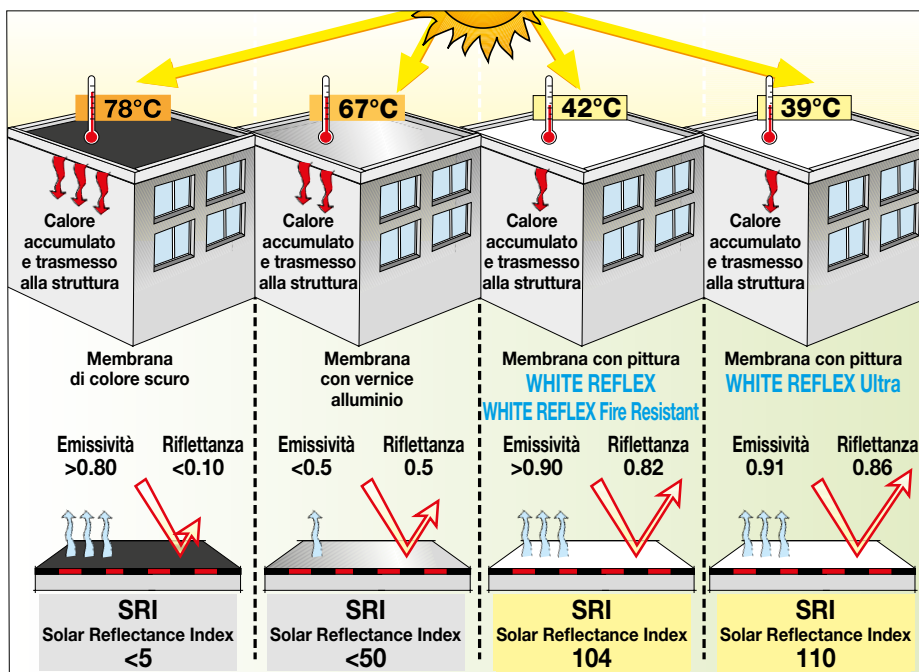 78°C
67°C
42°C
39°C
Calore
accumulato
e trasmesso
alla struttura
Calore
accumulato
e trasmesso
alla struttura
Calore
accumulato
e trasmesso
alla struttura
Calore
accumulato
e trasmesso
alla struttura
Membrana
di colore scuro
Membrana
con vernice
alluminio
Membrana con pittura
WHITE REFLEX
WHITE REFLEX Fire Resistant
Membrana con pittura
WHITE REFLEX Ultra
Emissività
>0.80
Riflettanza
<0.10
Emissività
<0.5
Riflettanza
0.5
Emissività
>0.90
Riflettanza
0.82
Emissività
0.91
Riflettanza
0.86
SRI
Solar Reflectance Index
<5
SRI
Solar Reflectance Index
<50
SRI
Solar Reflectance Index
104
SRI
Solar Reflectance Index
110